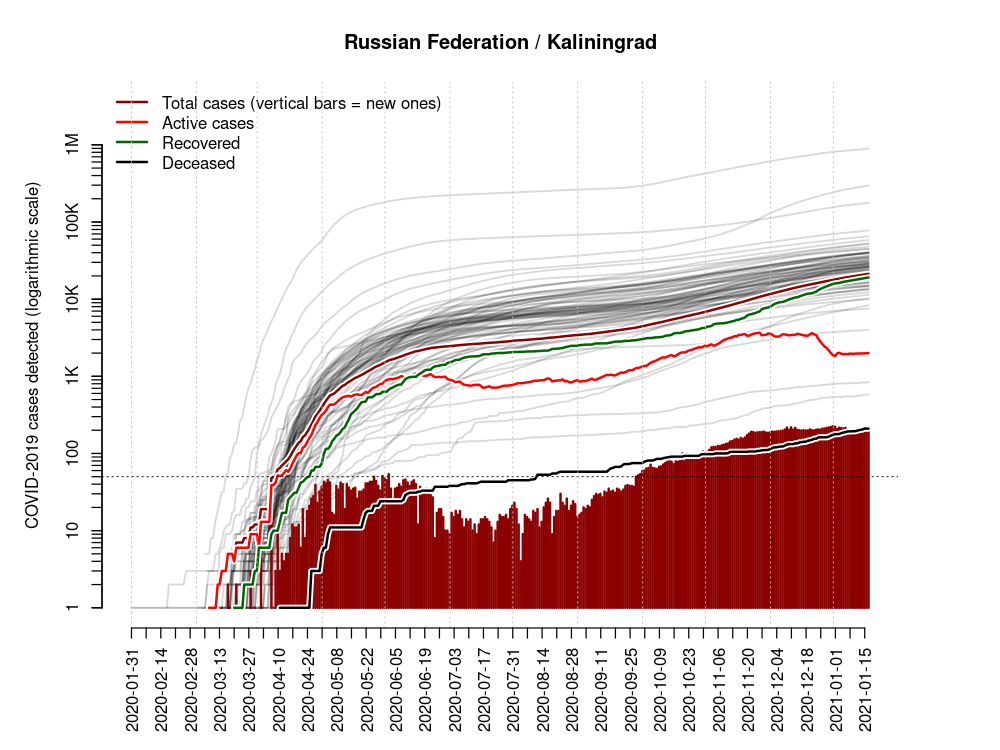 Russian Federation / Kaliningrad
Total cases (vertical bars = new ones)
Active cases
Recovered
Deceased
COVID-2019 cases detected (logarithmic scale)
1M
100K
10K
1K
100
10
1
2020-01-31
2020-02-14
2020-02-28
2020-03-13
2020-03-27
2020-04-10
2020-04-24
2020-05-08
2020-05-22
2020-06-05
2020-06-19
2020-07-03
2020-07-17
2020-07-31
2020-08-14
2020-08-28
2020-09-11
2020-09-25
2020-10-09
2020-10-23
2020-11-06
2020-11-20
2020-12-04
2020-12-18
2021-01-01
2021-01-15